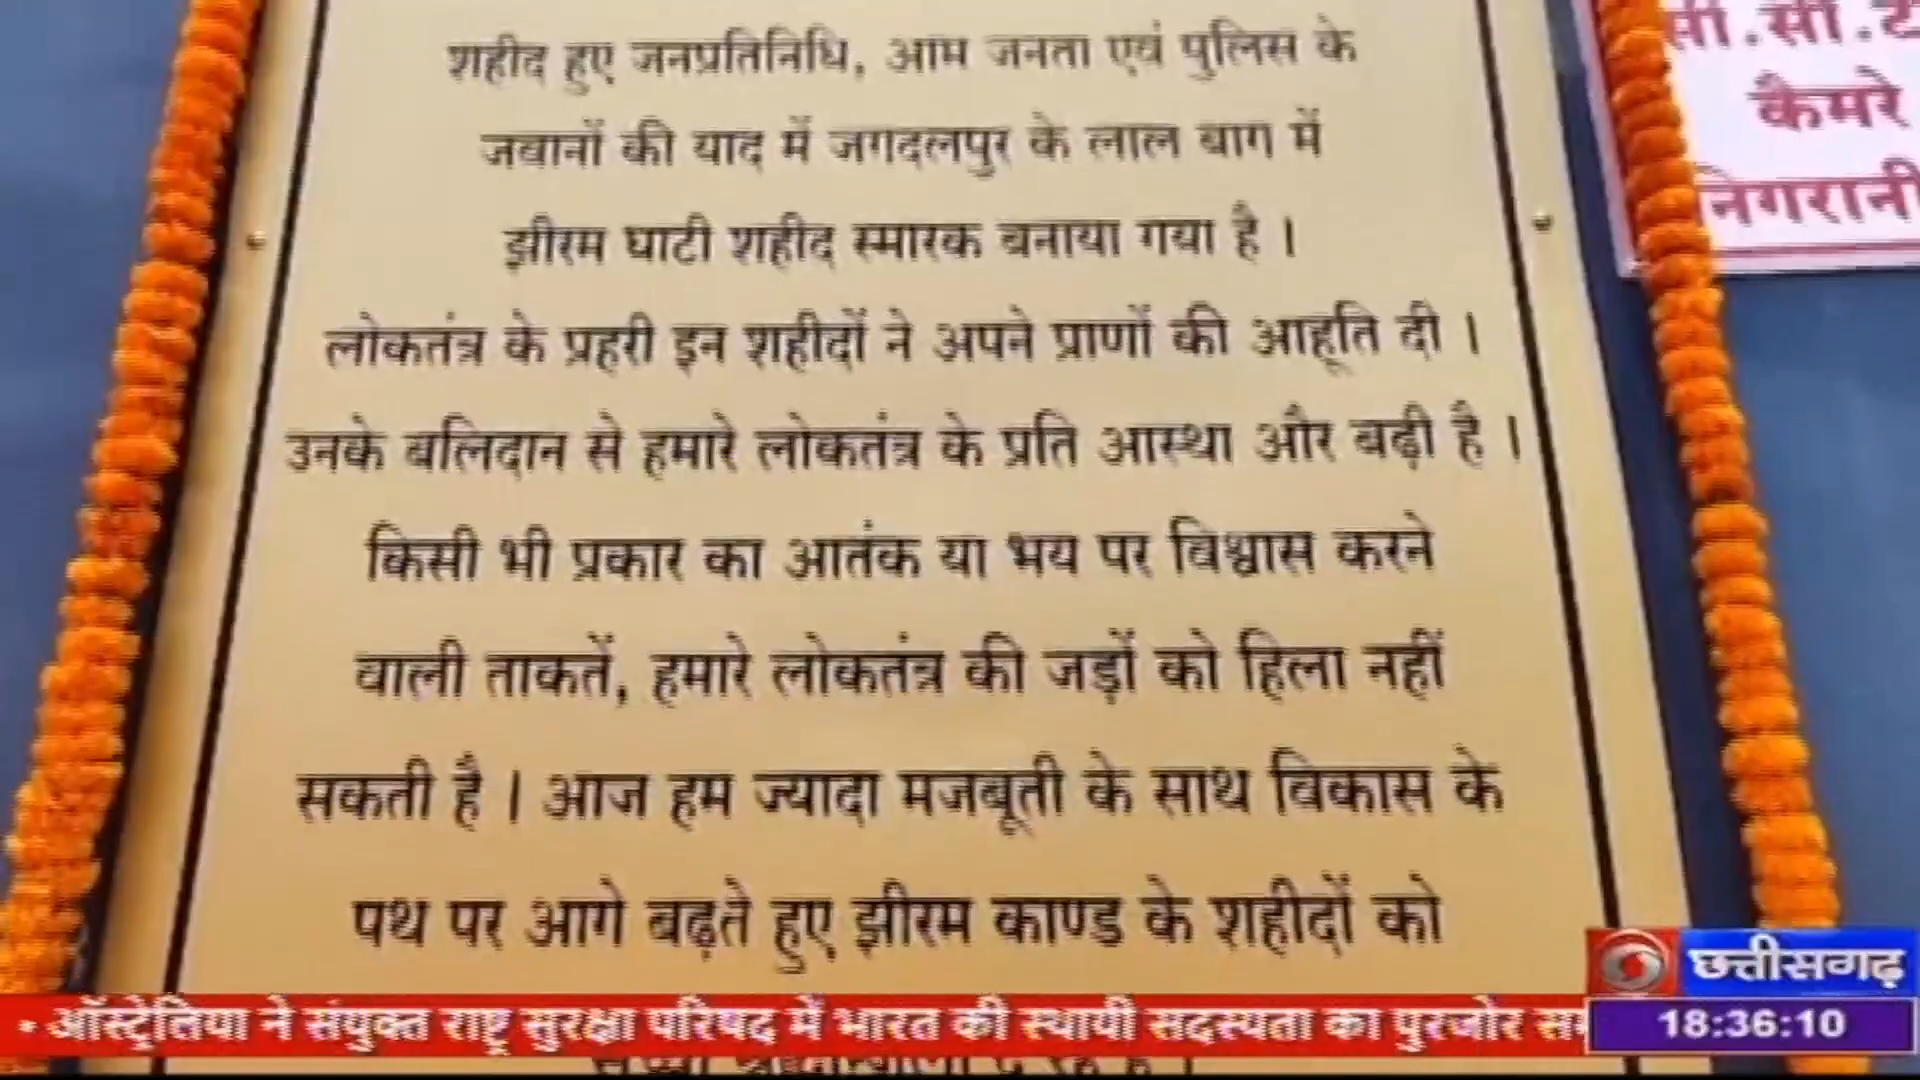 शहीद हुए जनप्रतिनिधि, आम जनता एवं पुलिस के
जवानों की याद में जगदलपुर के लाल बाग में
झीरम घाटी शहीद स्मारक बनाया गया है ।
लोकतंत्र के प्रहरी इन शहीदों ने अपने प्राणों की आहूति दी ।
उनके बलिदान से हमारे लोकतंत्र के प्रति आस्था और बढ़ी है ।
किसी भी प्रकार का आतंक या भय पर विश्वास करने
वाली ताकतें, हमारे लोकतंत्र की जड़ों को हिला नहीं
सकती है । आज हम ज्यादा मजबूती के साथ विकास के
पथ पर आगे बढ़ते हुए झीरम काण्ड के शहीदों को
सी.सी.
कैमरे
निगरानी
छत्तीसगढ़
• ऑस्ट्रेलिया ने संयुक्त राष्ट्र सुरक्षा परिषद में भारत की स्थायी सदस्यता का पुरजोर
18:36:10